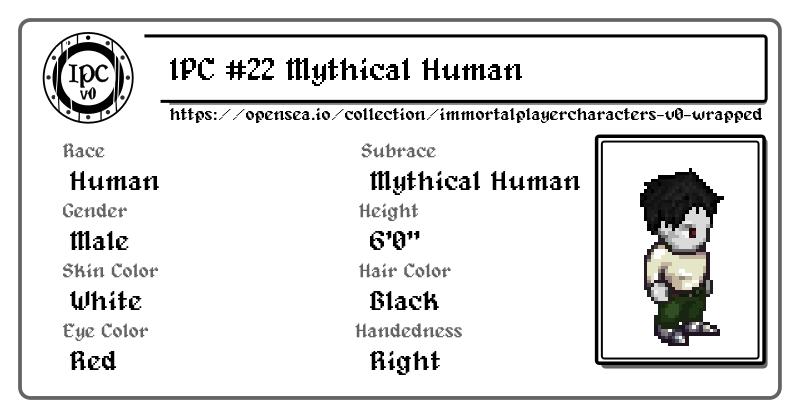 IPC
v0
IPC #22 Mythical Human
https://opensea.io/collection/immortalplayercharacters-v0-wrapped
Race
Human
Subrace
Mythical Human
Gender
Male
Height
6'0"
Skin Color
White
Hair Color
Black
Eye Color
Red
Handedness
Right